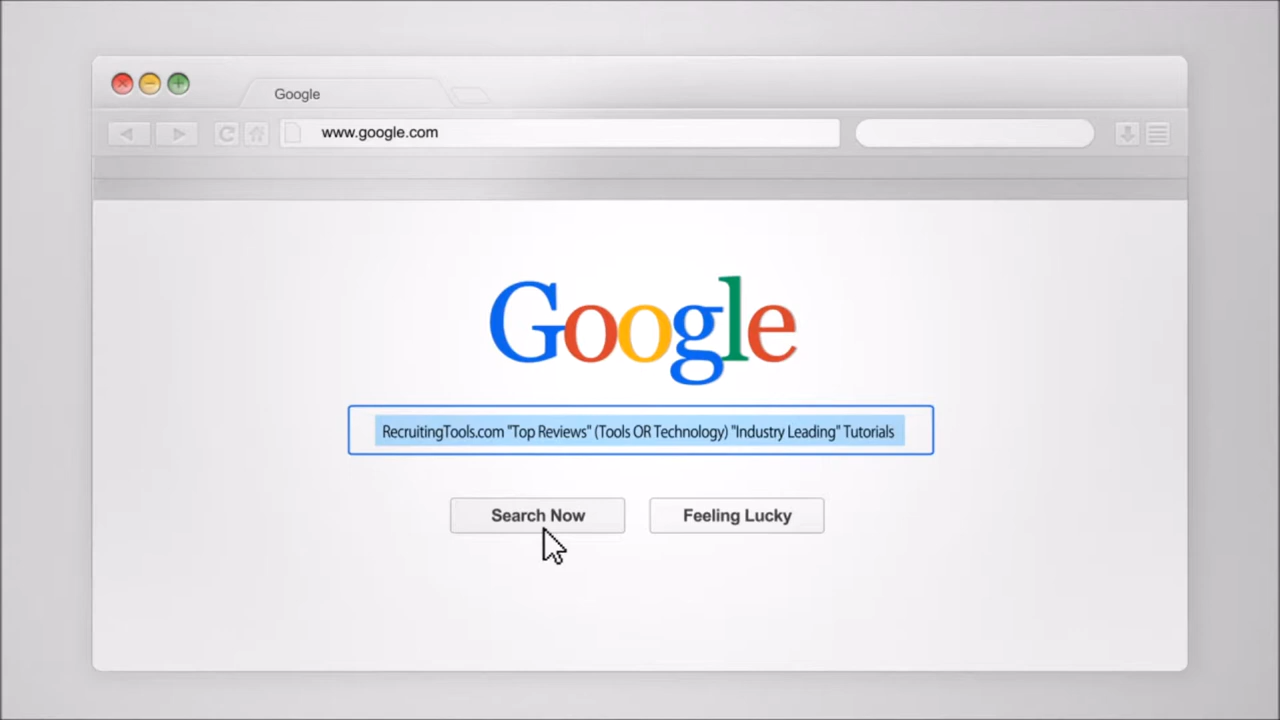 Google
www.google.com
Google
RecruitingTools.com "Top Reviews" (Tools OR Technology) "Industry Leading" Tutorials
Search Now
Feeling Lucky